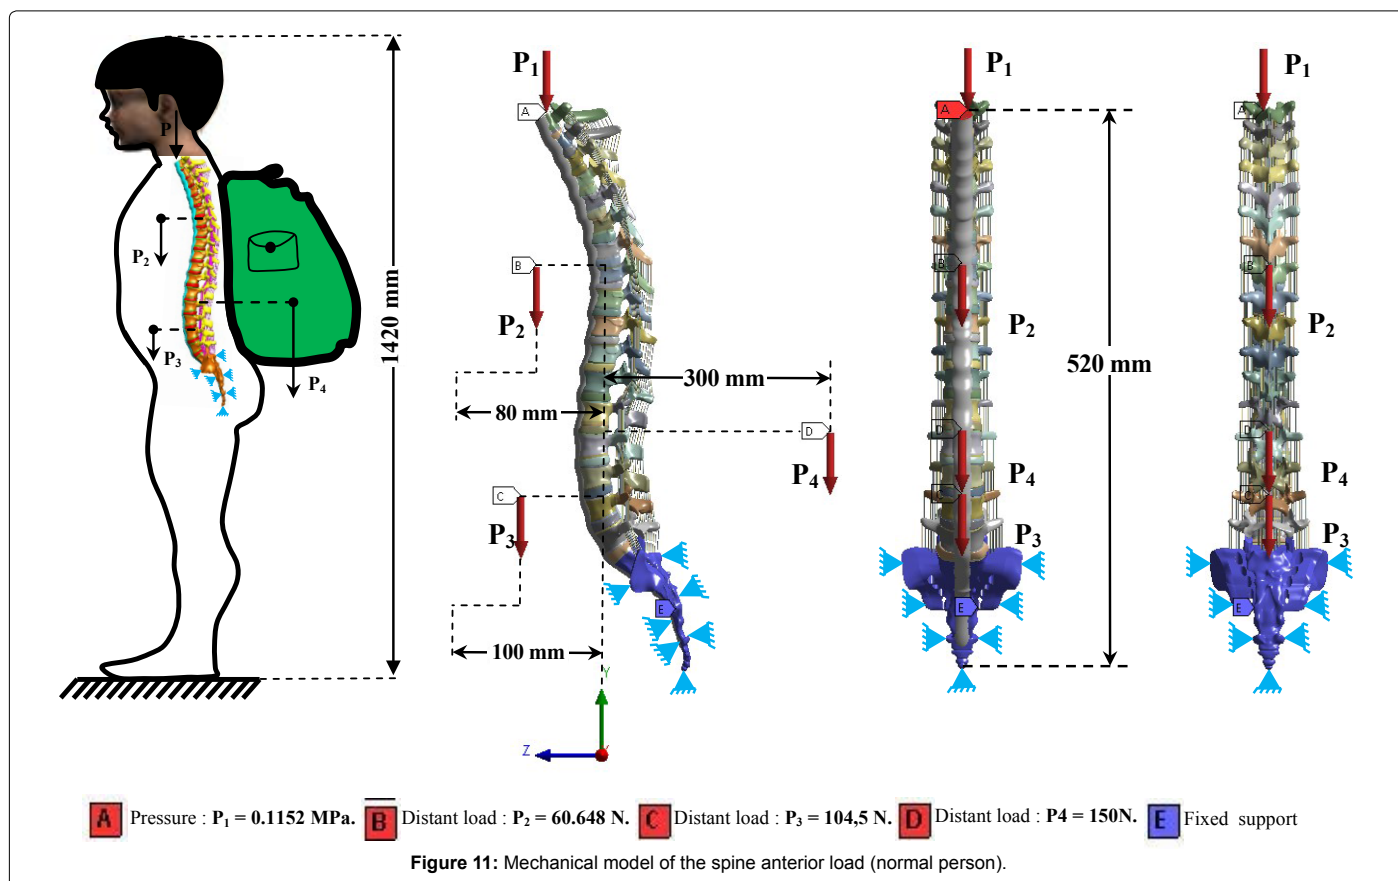 P
P2
P3
P4
1420 mm
P1
A
B
P2
80 mm
300 mm
D
P4
C
P3
E
100 mm
Y
Z
P1
A
B
P2
520 mm
D
P4
C
P3
E
P1
A
B
P2
D
P4
C
P3
E
A Pressure : P1 = 0.1152 MPa. B Distant load : P2 = 60.648 N. C Distant load : P3 = 104,5 N. D Distant load : P4 = 150N. E Fixed support
Figure 11: Mechanical model of the spine anterior load (normal person).